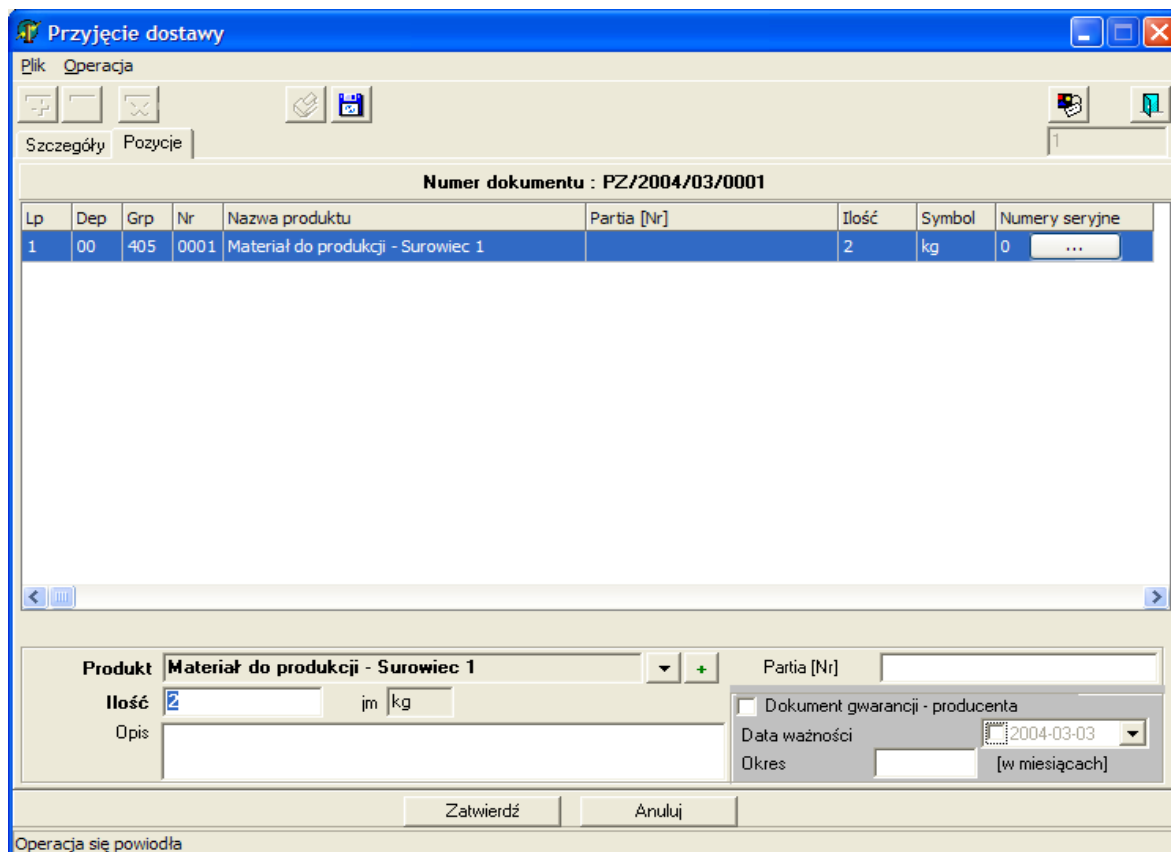 Przyjęcie dostawy
Plik Operacja
Szczegóły Pozycje 1
Numer dokumentu : PZ/2004/03/0001
Lp Dep Grp Nr Nazwa produktu Partia [Nr] Ilość Symbol Numery seryjne
1 00 405 0001 Materiał do produkcji - Surowiec 1 2 kg 0 ...
Produkt Materiał do produkcji - Surowiec 1 + Partia [Nr]
Ilość 2 jm kg
Dokument gwarancji - producenta
Opis
Data ważności 2004-03-03
Okres [w miesiącach]
Zatwierdź Anuluj
Operacja się powiodła